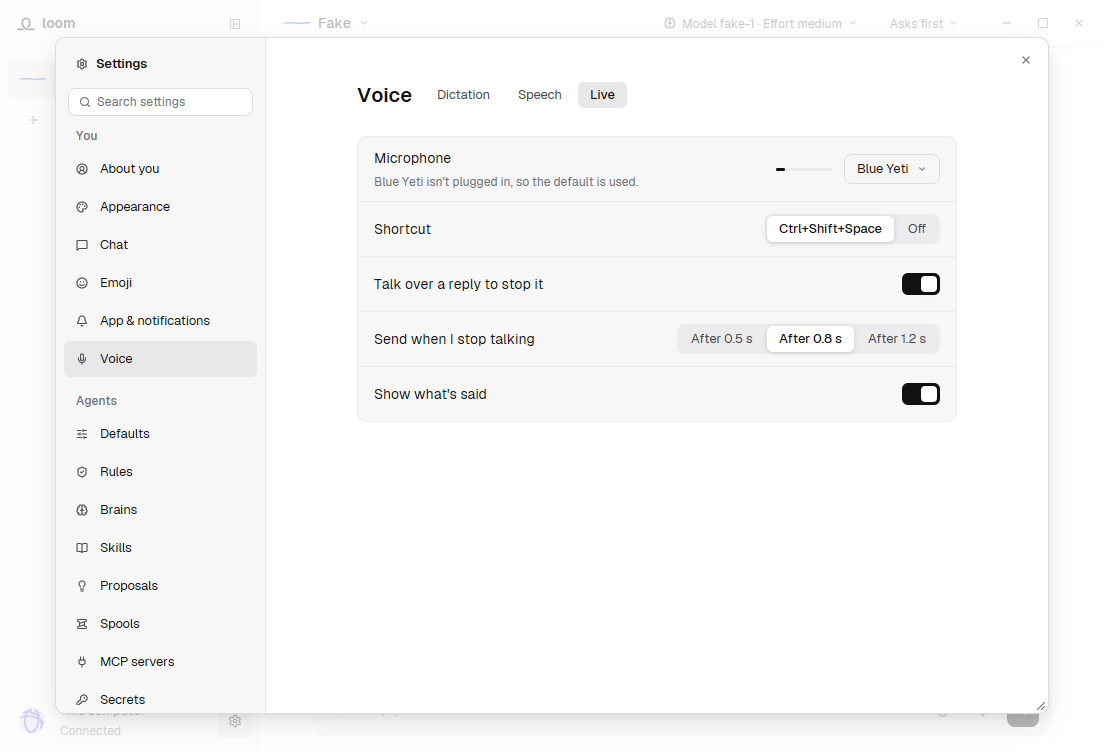 loom
Fake
Model fake-1 · Effort medium
Asks first
Settings
Search settings
You
About you
Appearance
Chat
Emoji
App & notifications
Voice
Agents
Defaults
Rules
Brains
Skills
Proposals
Spools
MCP servers
Secrets
Connected
Voice
Dictation
Speech
Live
Microphone
Blue Yeti isn't plugged in, so the default is used.
Blue Yeti
Shortcut
Ctrl+Shift+Space
Off
Talk over a reply to stop it
Send when I stop talking
After 0.5 s
After 0.8 s
After 1.2 s
Show what's said